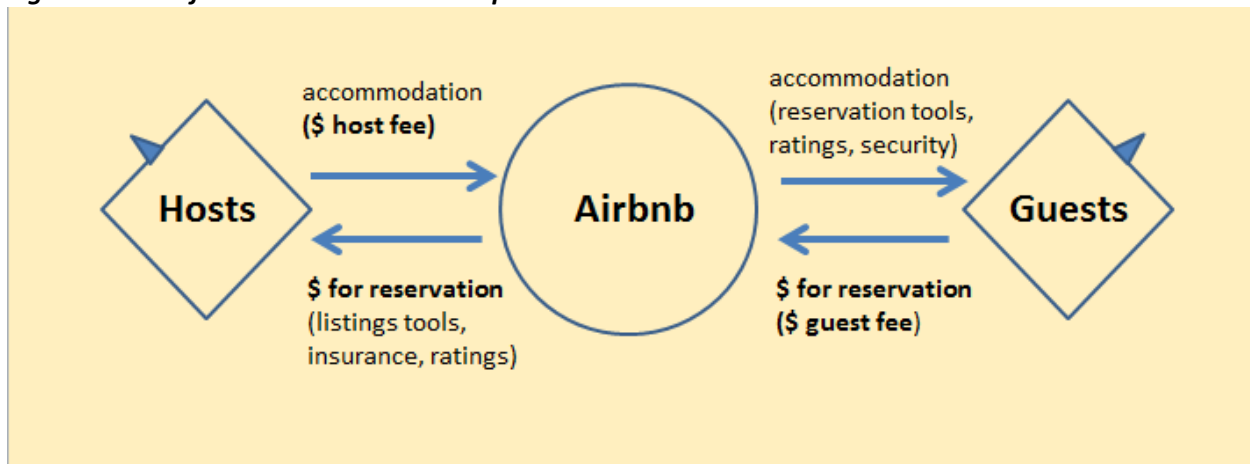 accommodation
($ host fee)
accommodation
(reservation tools,
ratings, security)
Hosts
Airbnb
Guests
$ for reservation
(listings tools,
insurance, ratings)
$ for reservation
($ guest fee)